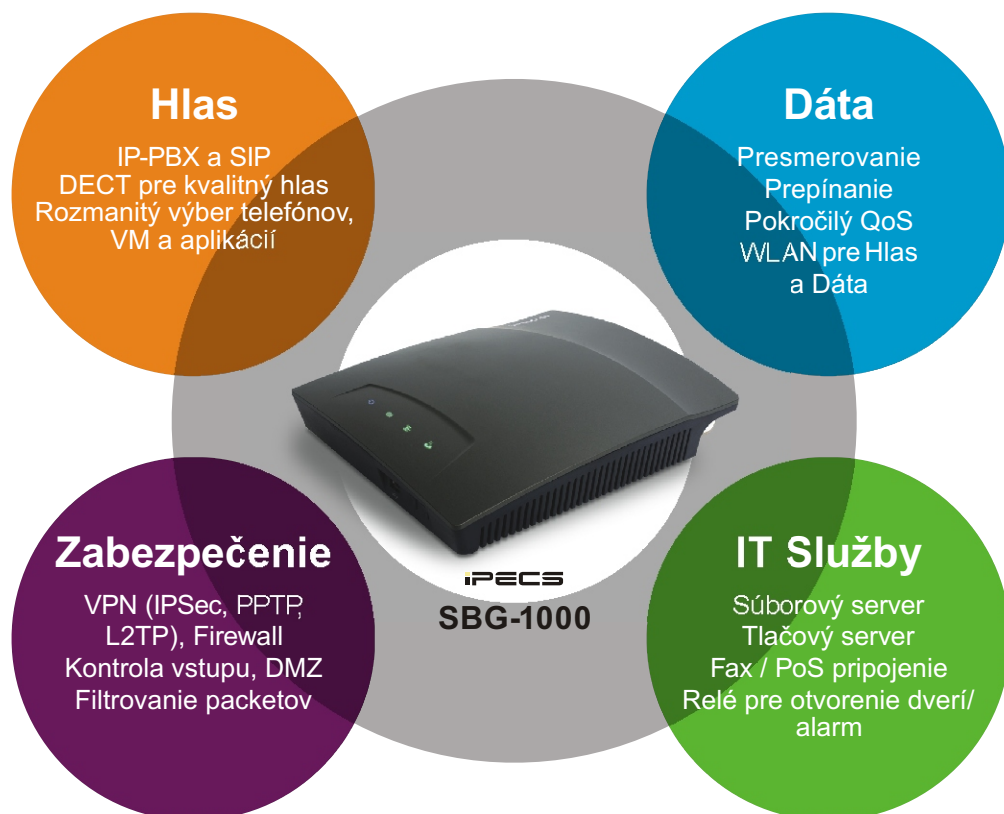 Hlas
IP-PBX a SIP
DECT pre kvalitný hlas
Rozmanitý výber telefónov,
VM a aplikácií
Dáta
Presmerovanie
Prepínanie
Pokročilý QoS
WLAN pre Hlas
a Dáta
iPECS
SBG-1000
Zabezpečenie
VPN (IPSec, PPTP,
L2TP), Firewall
Kontrola vstupu, DMZ
Filtrovanie packetov
IT Služby
Súborový server
Tlačový server
Fax / PoS pripojenie
Relé pre otvorenie dverí/
alarm